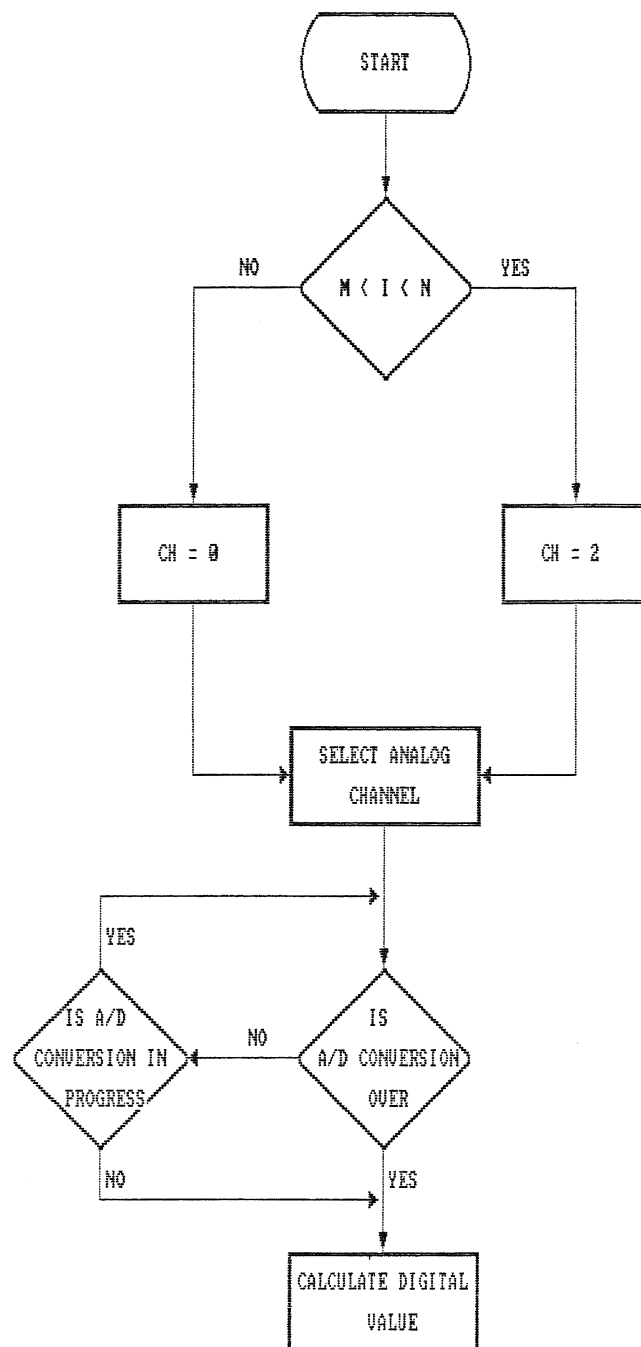 START
M < I < N
NO
YES
CH = 0
CH = 2
SELECT ANALOG
CHANNEL
YES
IS A/D
CONVERSION IN
PROGRESS
NO
IS
A/D CONVERSION
OVER
NO
YES
CALCULATE DIGITAL
VALUE